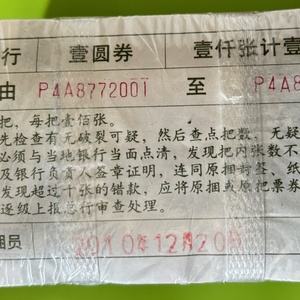 行 壹圆券 壹仟张计壹
由 P4A8772001 至 P4A8
把，每把壹佰张。
先检查有无破裂可疑，然后查点把数、无疑
必须与当地银行当面点清，发现把内张数不
及银行负责人签章证明，连同原捆封签、纸
发现超过十张的错款，应将原捆或原把票券
逐级上报总行审查处理。
员 2010年12月20日